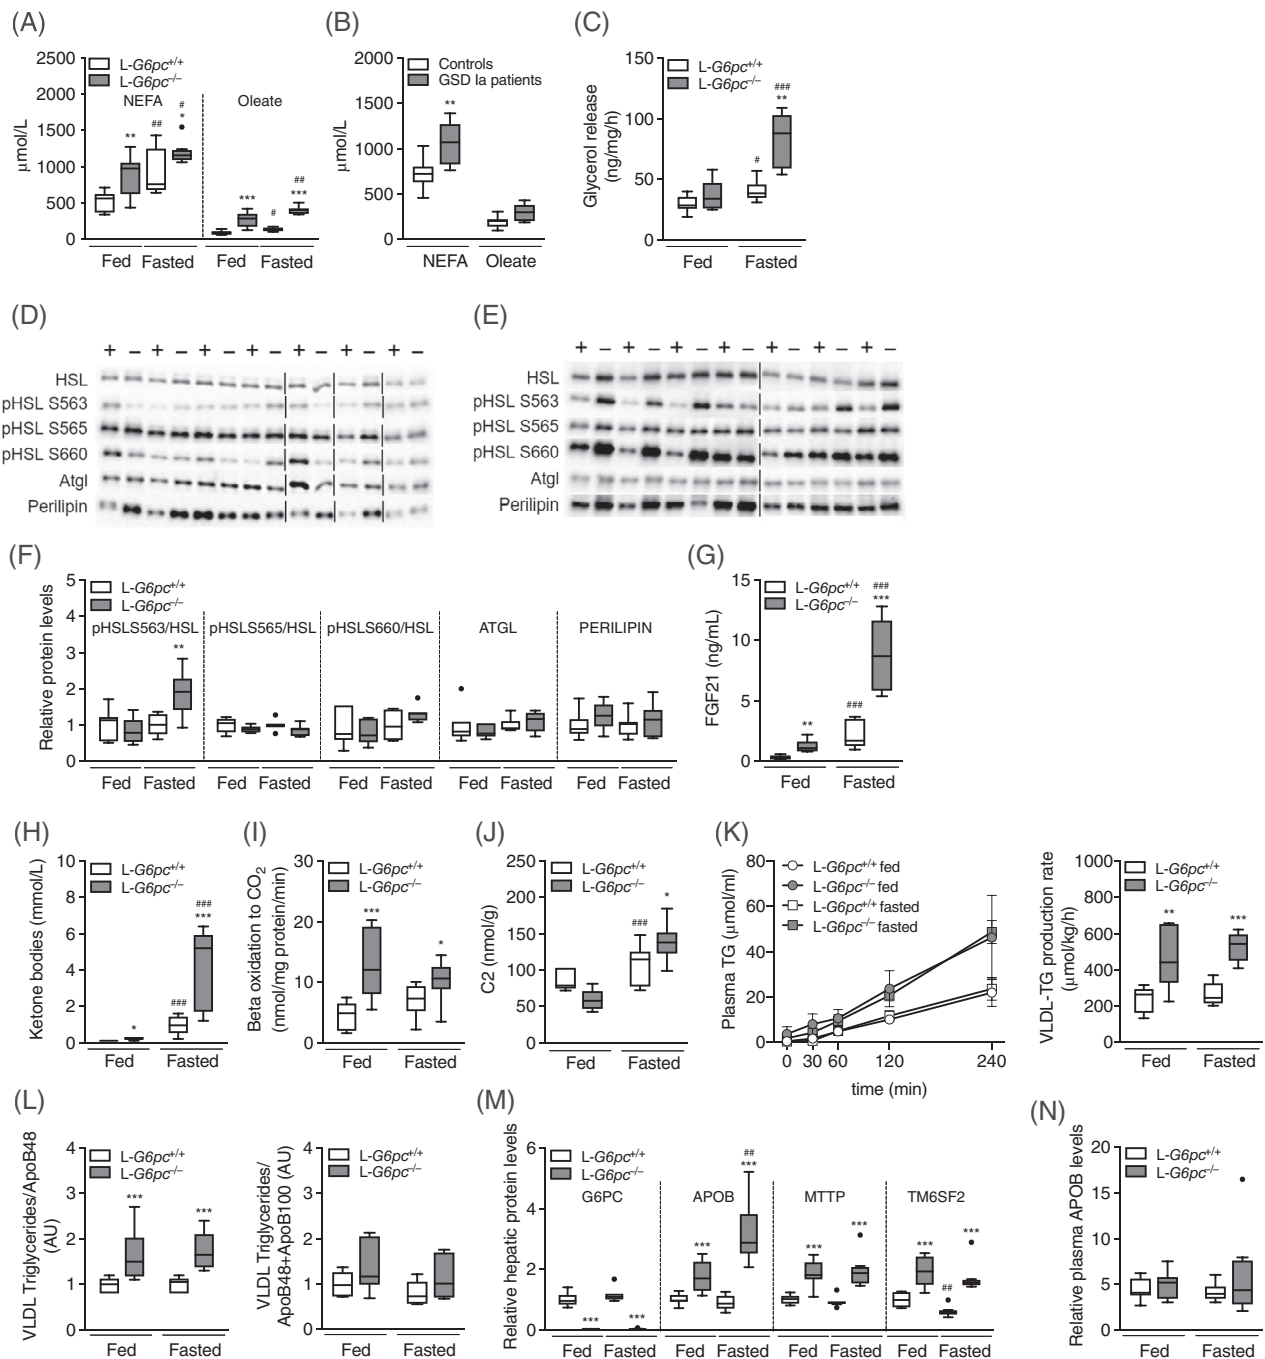 (A)
μmol/L
2500
2000
1500
1000
500
0
L-G6pc+/+
L-G6pc–/–
NEFA
Oleate
**
##
#
*
***
#
##
***
Fed Fasted Fed Fasted
(B)
μmol/L
2000
1500
1000
500
0
Controls
GSD Ia patients
**
NEFA Oleate
(C)
Glycerol release
(ng/mg/h)
150
100
50
0
L-G6pc+/+
L-G6pc–/–
#
###
**
Fed Fasted
(D)
+ – + – + – + – + – + – + –
HSL
pHSL S563
pHSL S565
pHSL S660
Atgl
Perilipin
(E)
+ – + – + – + – + – + – + –
HSL
pHSL S563
pHSL S565
pHSL S660
Atgl
Perilipin
(F)
Relative protein levels
5
4
3
2
1
0
L-G6pc+/+
L-G6pc–/–
pHSLS563/HSL pHSLS565/HSL pHSLS660/HSL ATGL PERILIPIN
**
Fed Fasted Fed Fasted Fed Fasted Fed Fasted Fed Fasted
(G)
FGF21 (ng/mL)
15
10
5
0
L-G6pc+/+
L-G6pc–/–
**
###
###
***
Fed Fasted
(H)
Ketone bodies (mmol/L)
10
8
6
4
2
0
L-G6pc+/+
L-G6pc–/–
*
###
###
***
Fed Fasted
(I)
Beta oxidation to CO2
(nmol/mg protein/min)
30
20
10
0
L-G6pc+/+
L-G6pc–/–
***
*
Fed Fasted
(J)
C2 (nmol/g)
250
200
150
100
50
0
L-G6pc+/+
L-G6pc–/–
###
*
Fed Fasted
(K)
Plasma TG (μmol/ml)
80
60
40
20
0
L-G6pc+/+ fed
L-G6pc–/– fed
L-G6pc+/+ fasted
L-G6pc–/– fasted
0 30 60 120 240
time (min)
VLDL-TG production rate
(μmol/kg/h)
1000
800
600
400
200
0
L-G6pc+/+
L-G6pc–/–
**
***
Fed Fasted
(L)
VLDL Triglycerides/ApoB48
(AU)
4
3
2
1
0
L-G6pc+/+
L-G6pc–/–
***
***
Fed Fasted
VLDL Triglycerides/
ApoB48+ApoB100 (AU)
4
3
2
1
0
L-G6pc+/+
L-G6pc–/–
Fed Fasted
(M)
Relative hepatic protein levels
6
4
2
0
L-G6pc+/+
L-G6pc–/–
G6PC APOB MTTP TM6SF2
***
***
***
##
***
***
***
***
##
***
Fed Fasted Fed Fasted Fed Fasted Fed Fasted
(N)
Relative plasma APOB levels
20
15
10
5
0
L-G6pc+/+
L-G6pc–/–
Fed Fasted